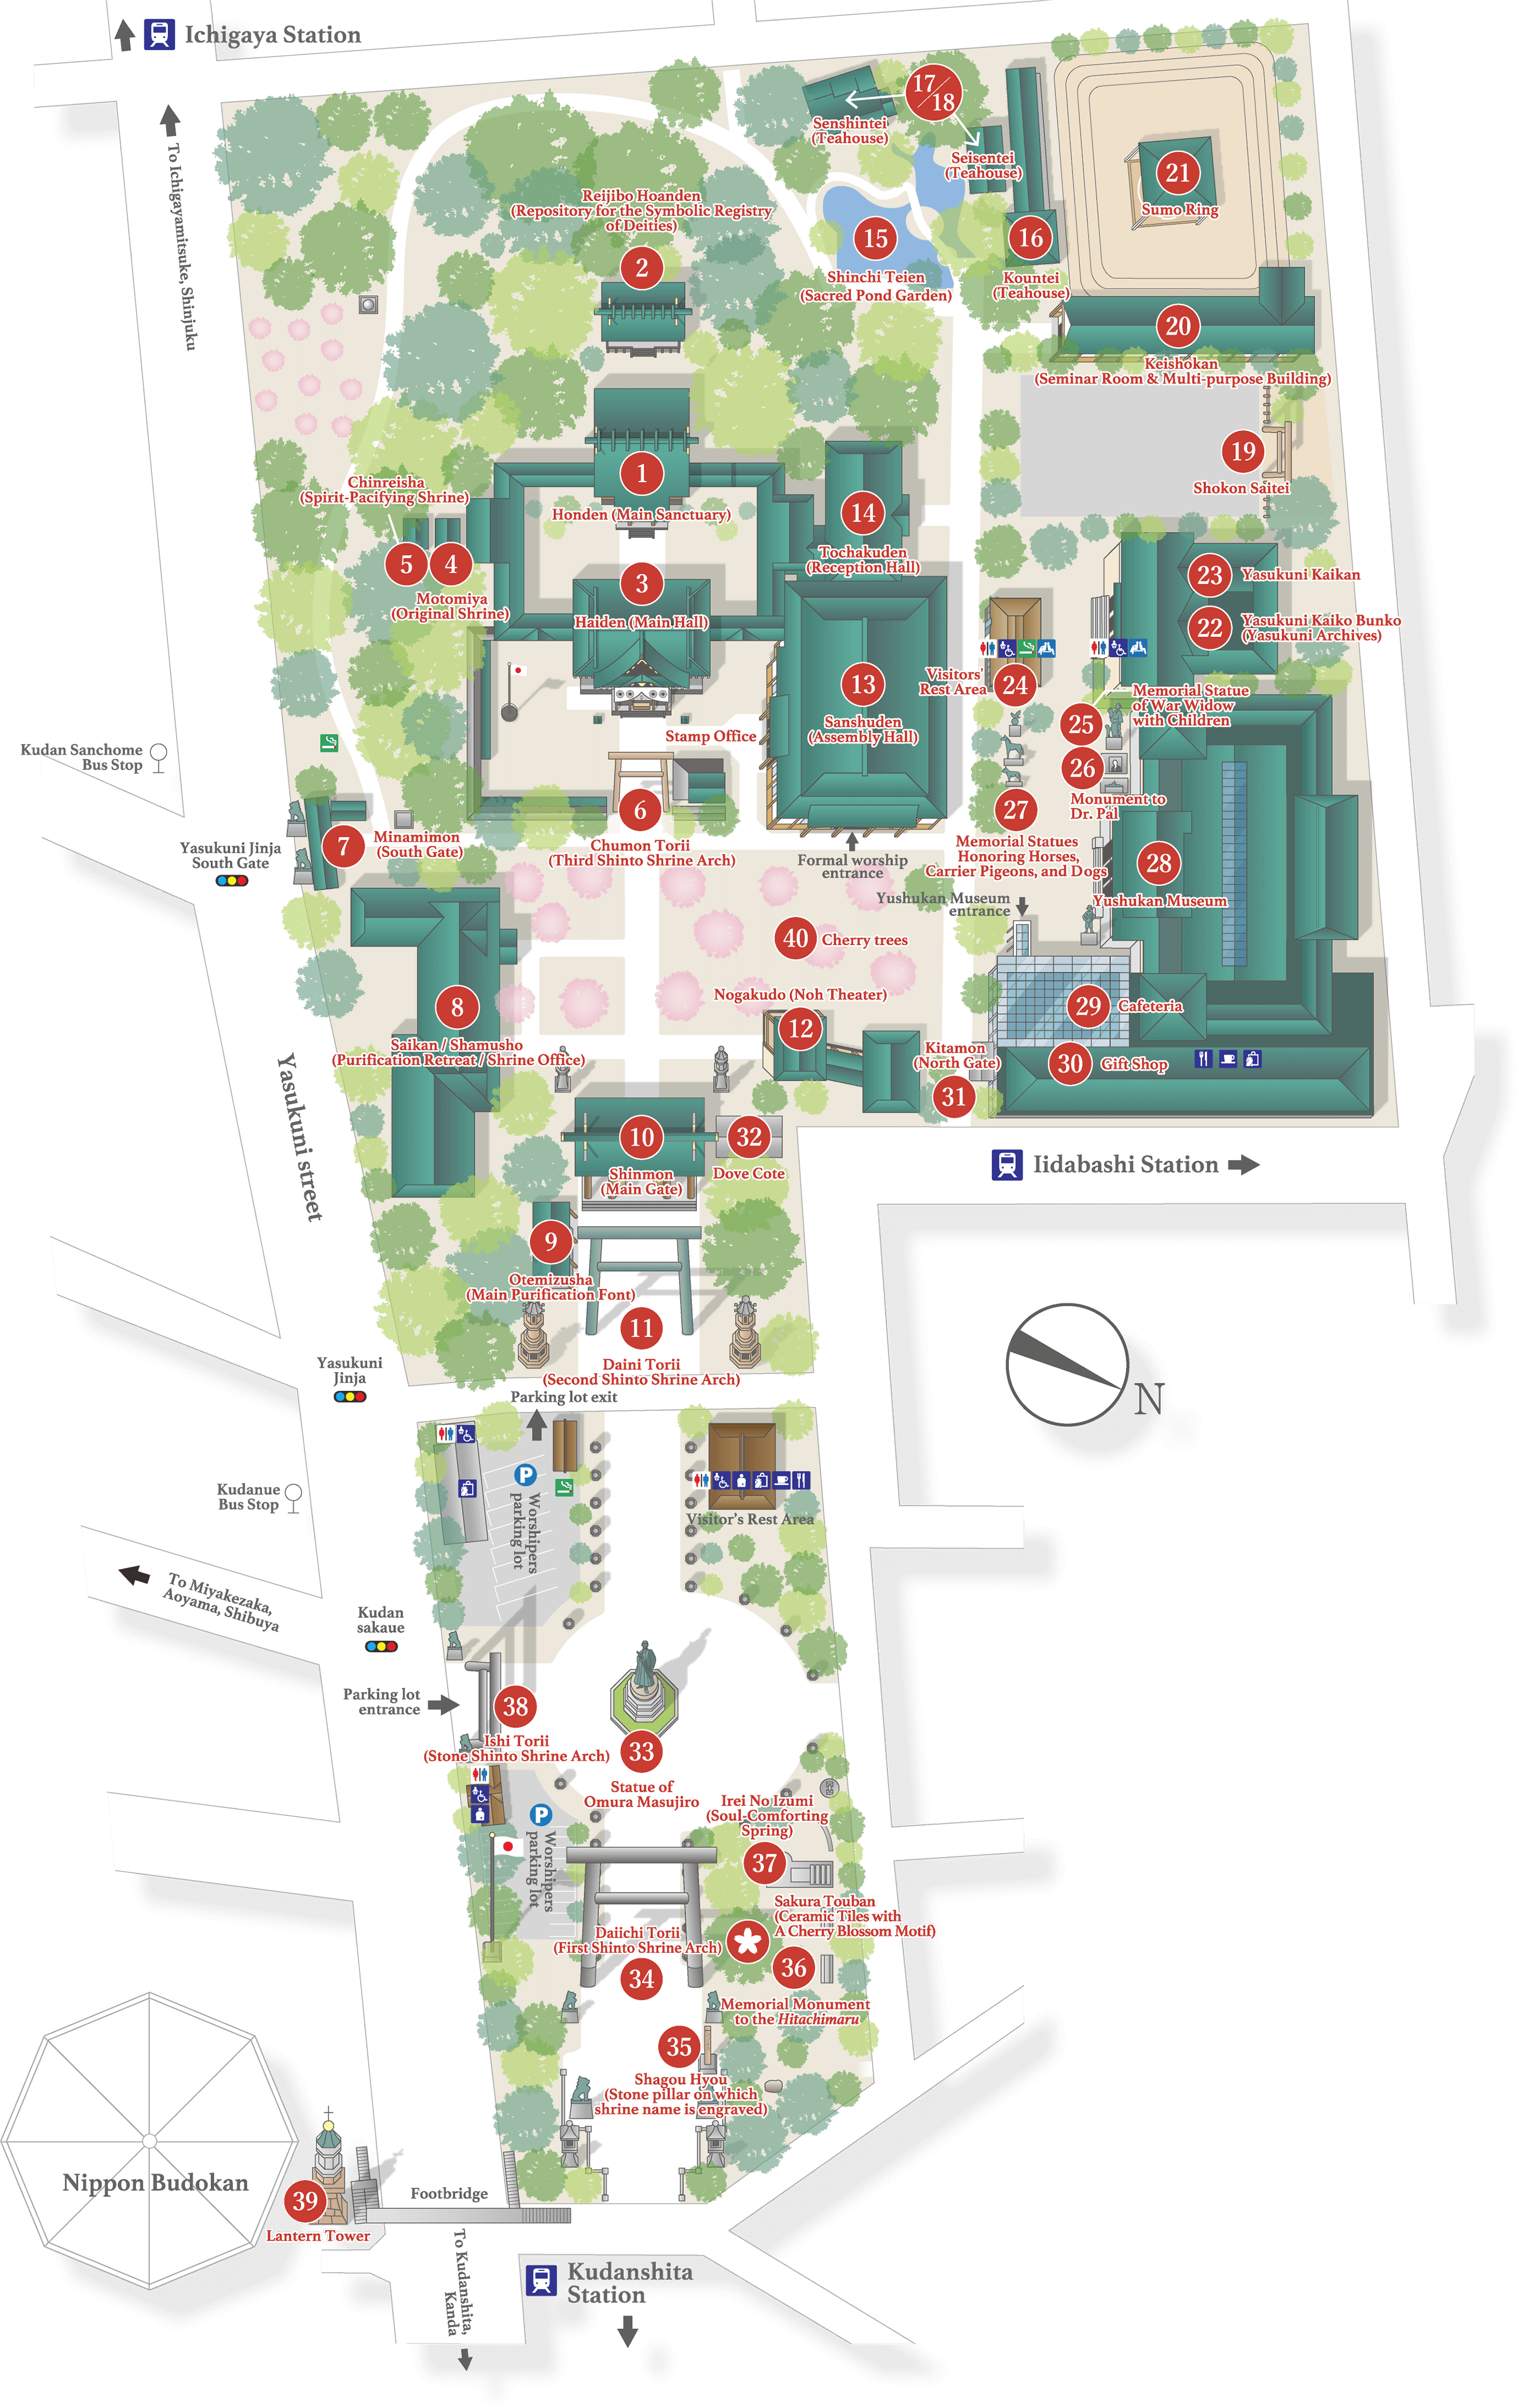 Ichigaya Station
To Ichigayamitsuke, Shinjuku
17/18
Senshintei
(Teahouse)
Seisentei
(Teahouse)
21
Sumo Ring
Reijibo Hoanden
(Repository for the Symbolic Registry
of Deities)
2
15
Shinchi Teien
(Sacred Pond Garden)
16
Kountei
(Teahouse)
20
Keishokan
(Seminar Room & Multi-purpose Building)
19
Shokon Saitei
1
Honden (Main Sanctuary)
Chinreisha
(Spirit-Pacifying Shrine)
5
4
Motomiya
(Original Shrine)
14
Tochakuden
(Reception Hall)
3
Haiden (Main Hall)
23
Yasukuni Kaikan
22
Yasukuni Kaiko Bunko
(Yasukuni Archives)
13
Sanshuden
(Assembly Hall)
Visitors'
Rest Area
24
25
Memorial Statue
of War Widow
with Children
Stamp Office
26
Monument to
Dr. Pal
27
Memorial Statues
Honoring Horses,
Carrier Pigeons, and Dogs
Kudan Sanchome
Bus Stop
6
Chumon Torii
(Third Shinto Shrine Arch)
7
Minamimon
(South Gate)
Yasukuni Jinja
South Gate
Formal worship
entrance
28
Yushukan Museum
Yushukan Museum
entrance
40
Cherry trees
8
Saikan / Shamusho
(Purification Retreat / Shrine Office)
Nogakudo (Noh Theater)
12
29
Cafeteria
30
Gift Shop
Kitamon
(North Gate)
31
Yasukuni street
10
Shinmon
(Main Gate)
32
Dove Cote
Iidabashi Station
9
Otemizusha
(Main Purification Font)
11
Daini Torii
(Second Shinto Shrine Arch)
N
Yasukuni
Jinja
Parking lot exit
P
Worshipers
parking lot
Visitor's Rest Area
Kudanue
Bus Stop
To Miyakezaka,
Aoyama, Shibuya
Kudan
sakaue
Parking lot
entrance
38
Ishi Torii
(Stone Shinto Shrine Arch)
33
Statue of
Omura Masujiro
P
Worshipers
parking lot
Irei No Izumi
(Soul-Comforting
Spring)
37
Sakura Touban
(Ceramic Tiles with
A Cherry Blossom Motif)
Daiichi Torii
(First Shinto Shrine Arch)
34
36
Memorial Monument
to the Hitachimaru
35
Shagou Hyou
(Stone pillar on which
shrine name is engraved)
Nippon Budokan
39
Lantern Tower
Footbridge
To Kudanshita,
Kanda
Kudanshita
Station